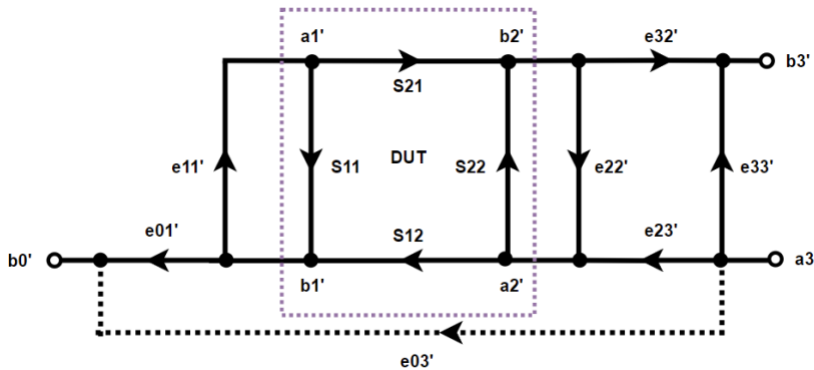 a1'
b2'
e32'
b3'
S21
e11'
S11
DUT
S22
e22'
e33'
e01'
S12
e23'
b0'
a3
b1'
a2'
e03'